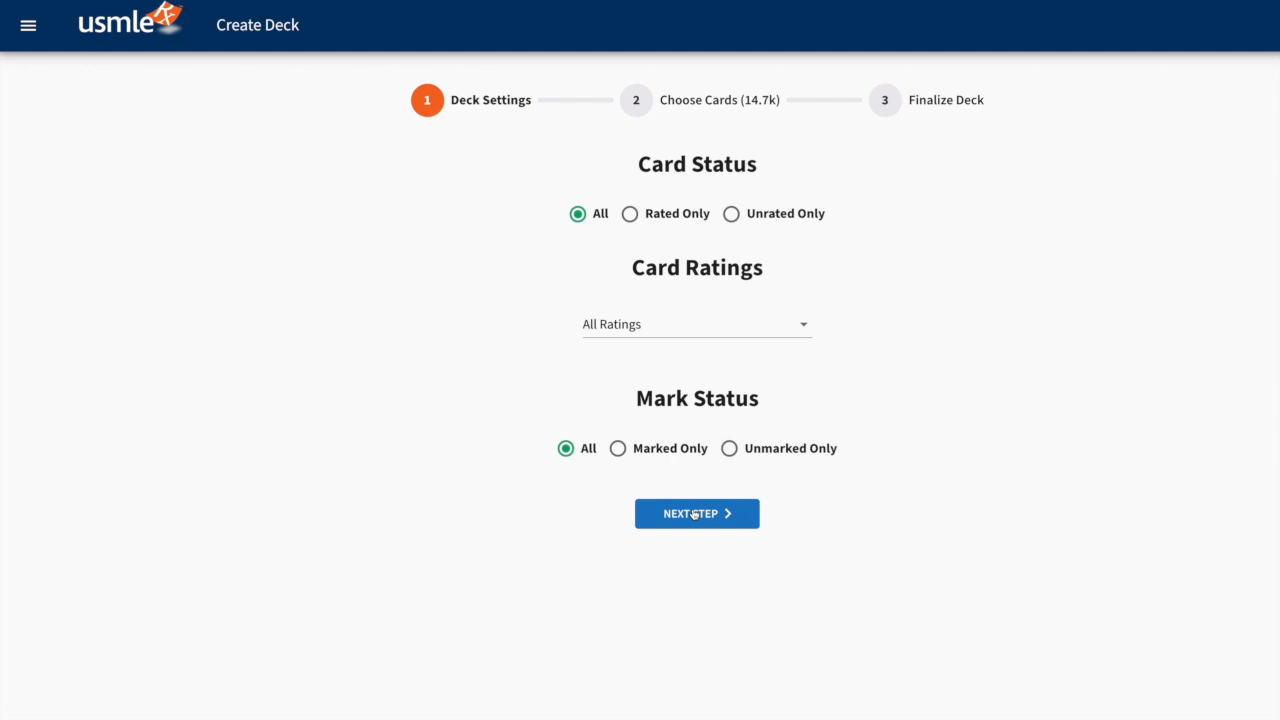 usmle Rx
Create Deck
1 Deck Settings 2 Choose Cards (14.7k) 3 Finalize Deck
Card Status
All Rated Only Unrated Only
Card Ratings
All Ratings
Mark Status
All Marked Only Unmarked Only
NEXT STEP